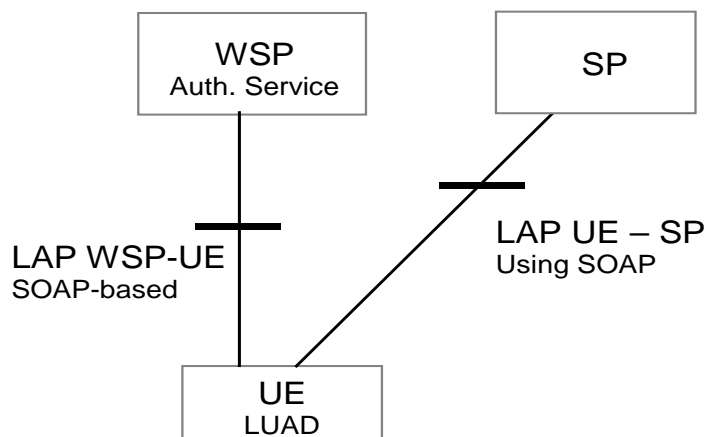 WSP
Auth. Service
SP
LAP WSP-UE
SOAP-based
LAP UE – SP
Using SOAP
UE
LUAD